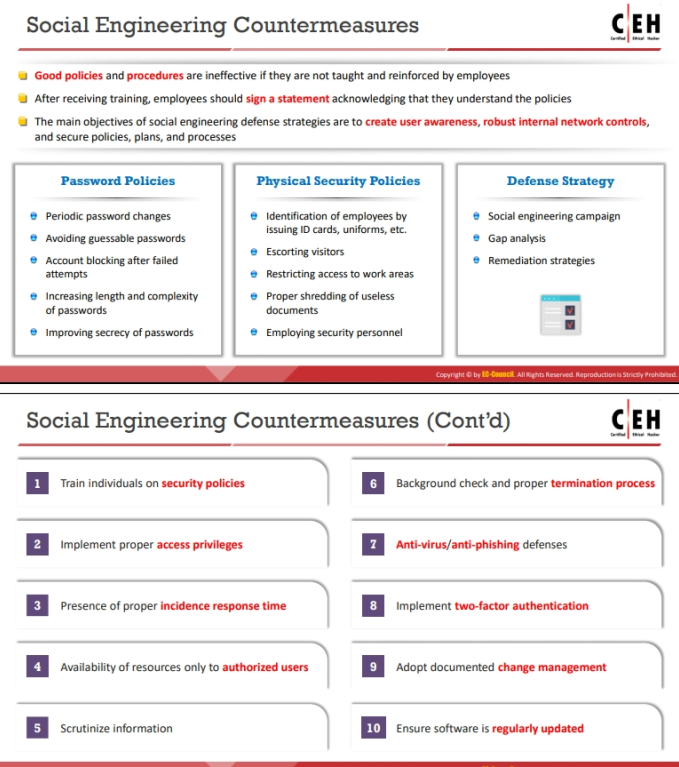 Social Engineering Countermeasures
C|EH
Certified Ethical Hacker
Good policies and procedures are ineffective if they are not taught and reinforced by employees
After receiving training, employees should sign a statement acknowledging that they understand the policies
The main objectives of social engineering defense strategies are to create user awareness, robust internal network controls,
and secure policies, plans, and processes
Password Policies
Periodic password changes
Avoiding guessable passwords
Account blocking after failed
attempts
Increasing length and complexity
of passwords
Improving secrecy of passwords
Physical Security Policies
Identification of employees by
issuing ID cards, uniforms, etc.
Escorting visitors
Restricting access to work areas
Proper shredding of useless
documents
Employing security personnel
Defense Strategy
Social engineering campaign
Gap analysis
Remediation strategies
Copyright © by EC-Council. All Rights Reserved. Reproduction is Strictly Prohibited.
Social Engineering Countermeasures (Cont’d)
C|EH
Certified Ethical Hacker
1 Train individuals on security policies
2 Implement proper access privileges
3 Presence of proper incidence response time
4 Availability of resources only to authorized users
5 Scrutinize information
6 Background check and proper termination process
7 Anti-virus/anti-phishing defenses
8 Implement two-factor authentication
9 Adopt documented change management
10 Ensure software is regularly updated